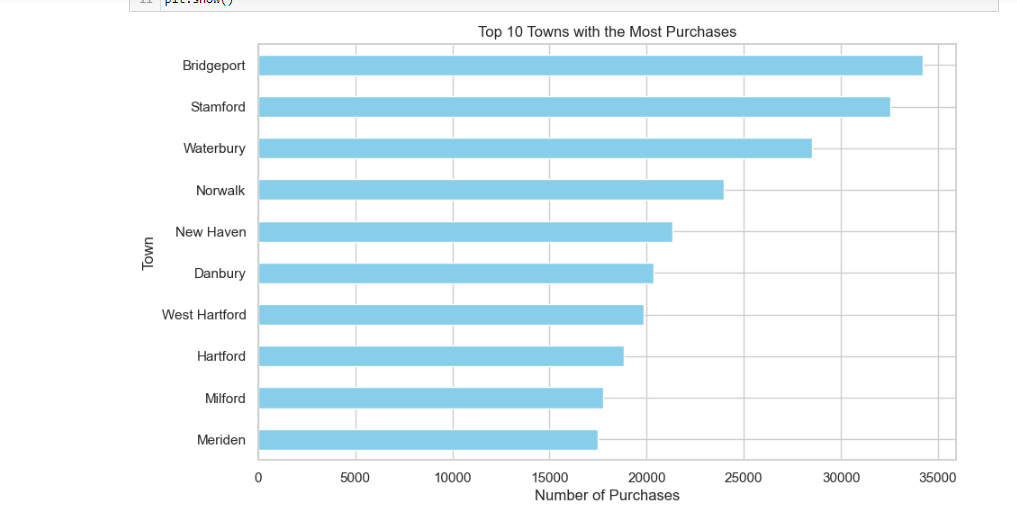 11 plt.show()
Top 10 Towns with the Most Purchases
Bridgeport
Stamford
Waterbury
Norwalk
New Haven
Danbury
West Hartford
Hartford
Milford
Meriden
Town
0 5000 10000 15000 20000 25000 30000 35000
Number of Purchases